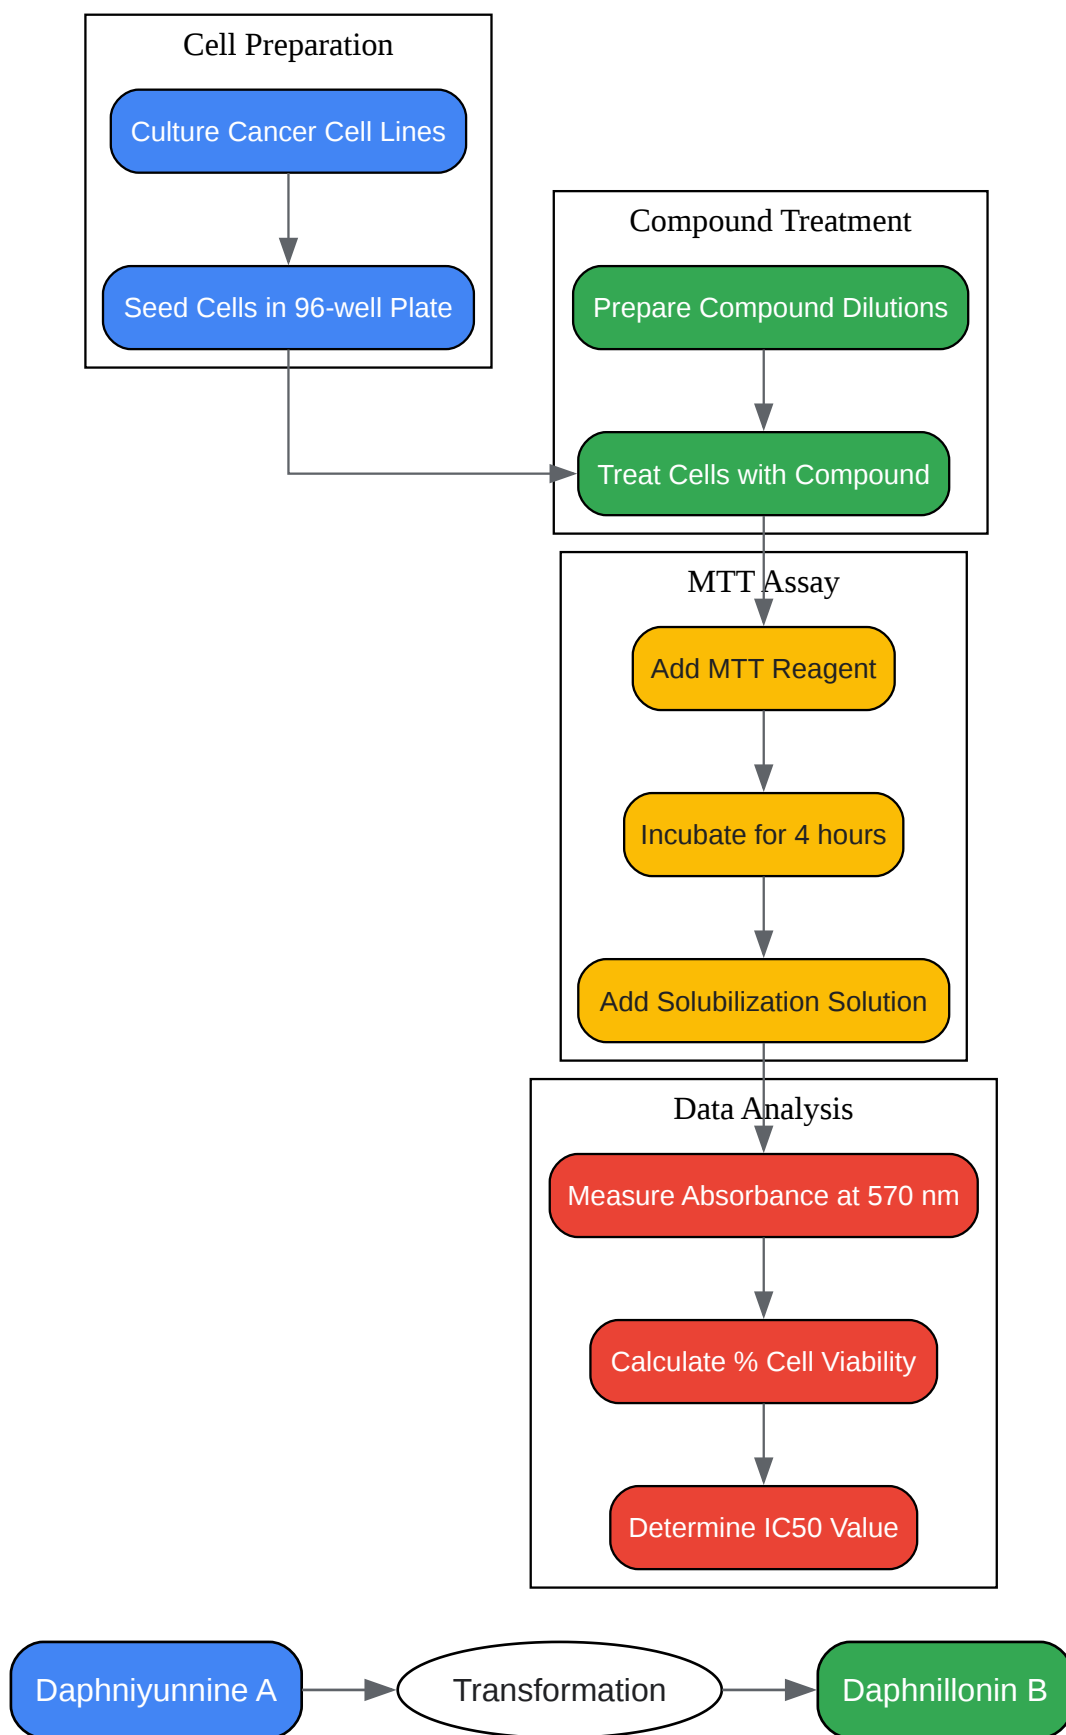 Cell Preparation
Culture Cancer Cell Lines
Seed Cells in 96-well Plate
Compound Treatment
Prepare Compound Dilutions
Treat Cells with Compound
MTT Assay
Add MTT Reagent
Incubate for 4 hours
Add Solubilization Solution
Data Analysis
Measure Absorbance at 570 nm
Calculate % Cell Viability
Determine IC50 Value
Daphniyunnine A
Transformation
Daphnillonin B